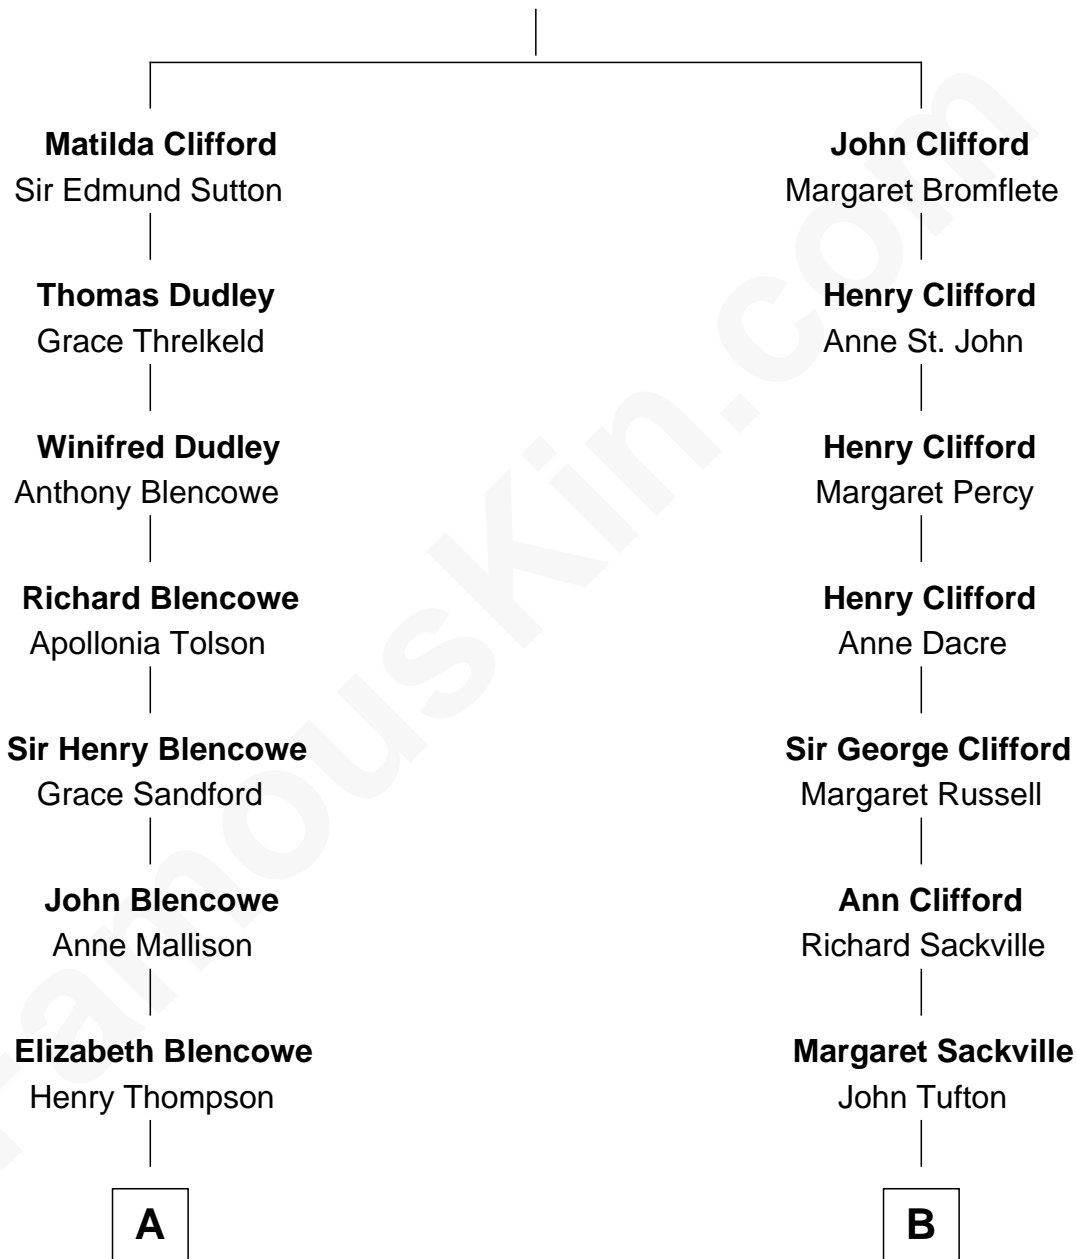 Matilda Clifford
Sir Edmund Sutton
Thomas Dudley
Grace Threlkeld
Winifred Dudley
Anthony Blencowe
Richard Blencowe
Apollonia Tolson
Sir Henry Blencowe
Grace Sandford
John Blencowe
Anne Mallison
Elizabeth Blencowe
Henry Thompson
A
John Clifford
Margaret Bromflete
Henry Clifford
Anne St. John
Henry Clifford
Margaret Percy
Henry Clifford
Anne Dacre
Sir George Clifford
Margaret Russell
Ann Clifford
Richard Sackville
Margaret Sackville
John Tufton
B
FamousKin.com